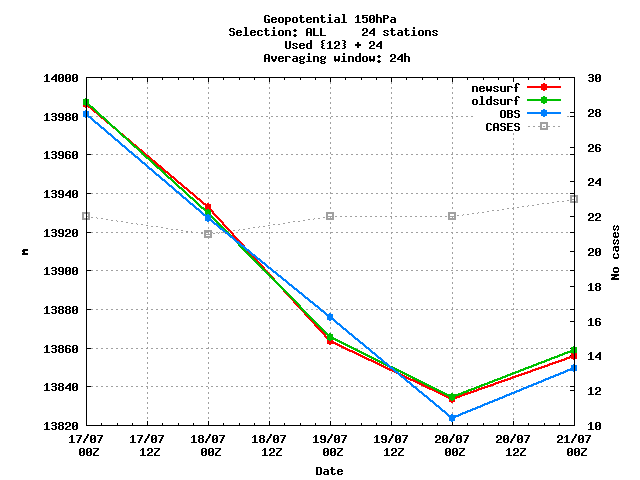 Geopotential 150hPa
Selection: ALL     24 stations
Used {12} + 24
Averaging window: 24h
newsurf
oldsurf
OBS
CASES
14000
13980
13960
13940
13920
13900
13880
13860
13840
13820
m
30
28
26
24
22
20
18
16
14
12
10
No cases
17/07 17/07 18/07 18/07 19/07 19/07 20/07 20/07 21/07
00Z 12Z 00Z 12Z 00Z 12Z 00Z 12Z 00Z
Date